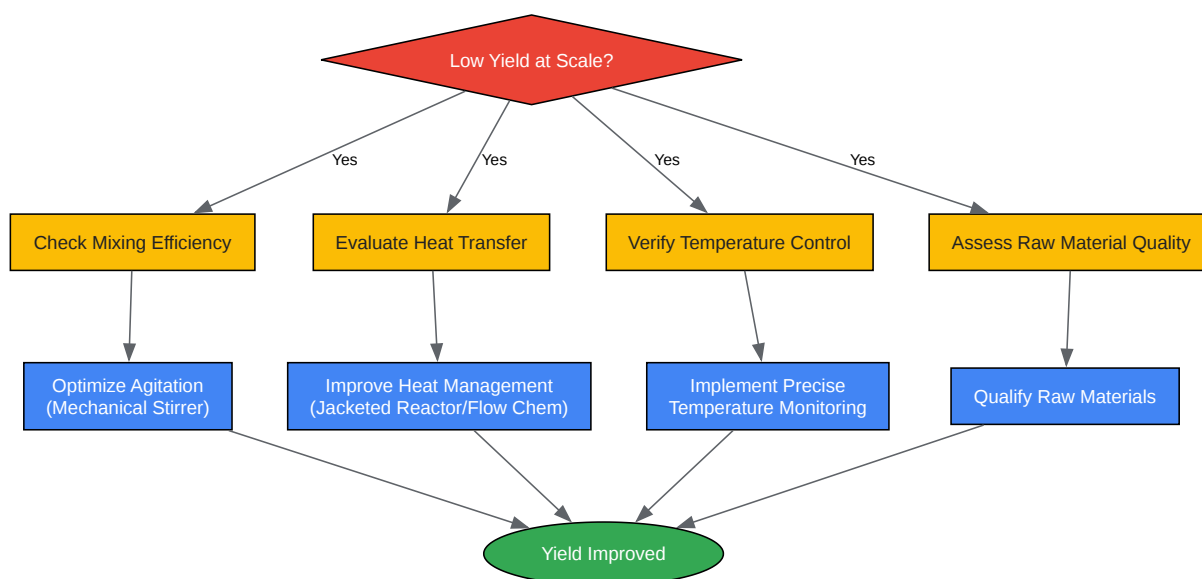 Low Yield at Scale?
Yes
Yes
Yes
Yes
Check Mixing Efficiency
Evaluate Heat Transfer
Verify Temperature Control
Assess Raw Material Quality
Optimize Agitation
(Mechanical Stirrer)
Improve Heat Management
(Jacketed Reactor/Flow Chem)
Implement Precise
Temperature Monitoring
Qualify Raw Materials
Yield Improved